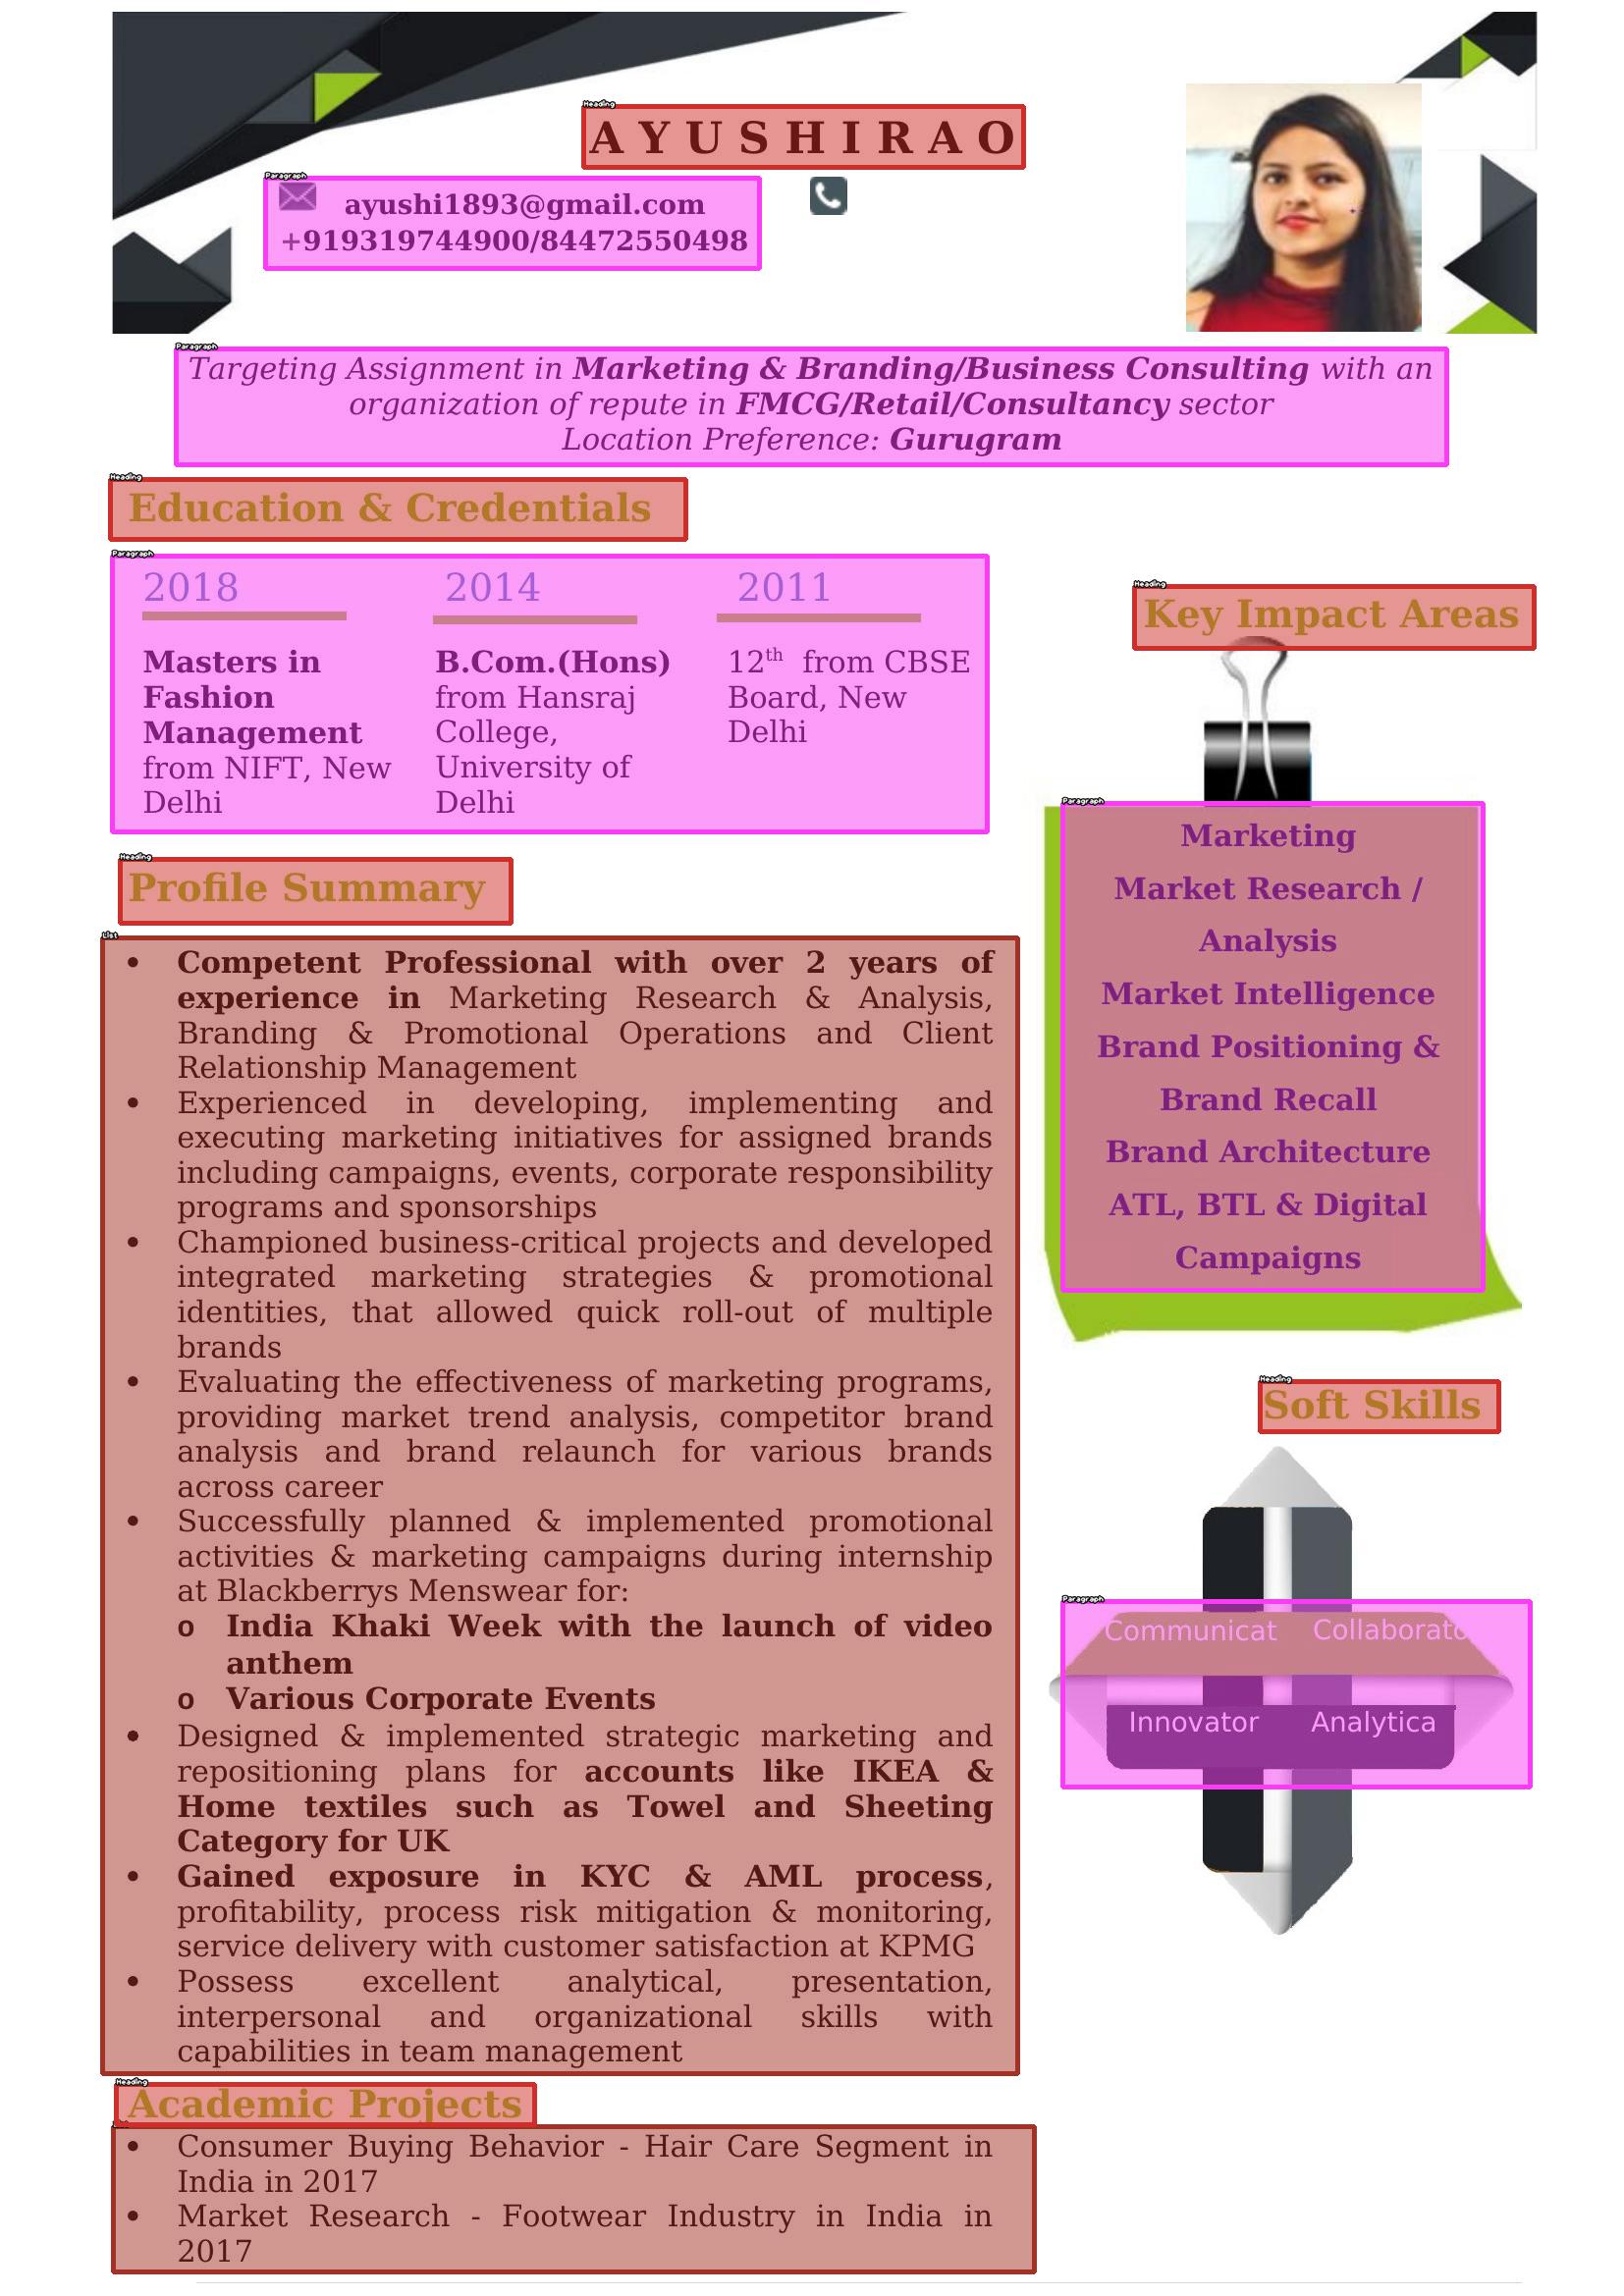 Heading
A Y U S H I R A O
Paragraph
ayushi1893@gmail.com
+919319744900/84472550498
Paragraph
Targeting Assignment in Marketing & Branding/Business Consulting with an
organization of repute in FMCG/Retail/Consultancy sector
Location Preference: Gurugram
Heading
Education & Credentials
Paragraph
2018
Masters in
Fashion
Management
from NIFT, New
Delhi
2014
B.Com.(Hons)
from Hansraj
College,
University of
Delhi
2011
12th from CBSE
Board, New
Delhi
Heading
Profile Summary
List
• Competent Professional with over 2 years of
experience in Marketing Research & Analysis,
Branding & Promotional Operations and Client
Relationship Management
• Experienced in developing, implementing and
executing marketing initiatives for assigned brands
including campaigns, events, corporate responsibility
programs and sponsorships
• Championed business-critical projects and developed
integrated marketing strategies & promotional
identities, that allowed quick roll-out of multiple
brands
• Evaluating the effectiveness of marketing programs,
providing market trend analysis, competitor brand
analysis and brand relaunch for various brands
across career
• Successfully planned & implemented promotional
activities & marketing campaigns during internship
at Blackberrys Menswear for:
o India Khaki Week with the launch of video
anthem
o Various Corporate Events
• Designed & implemented strategic marketing and
repositioning plans for accounts like IKEA &
Home textiles such as Towel and Sheeting
Category for UK
• Gained exposure in KYC & AML process,
profitability, process risk mitigation & monitoring,
service delivery with customer satisfaction at KPMG
• Possess excellent analytical, presentation,
interpersonal and organizational skills with
capabilities in team management
Heading
Academic Projects
• Consumer Buying Behavior - Hair Care Segment in
India in 2017
• Market Research - Footwear Industry in India in
2017
Heading
Key Impact Areas
Paragraph
Marketing
Market Research /
Analysis
Market Intelligence
Brand Positioning &
Brand Recall
Brand Architecture
ATL, BTL & Digital
Campaigns
Heading
Soft Skills
Paragraph
Communicat Collaborato
Innovator Analytica